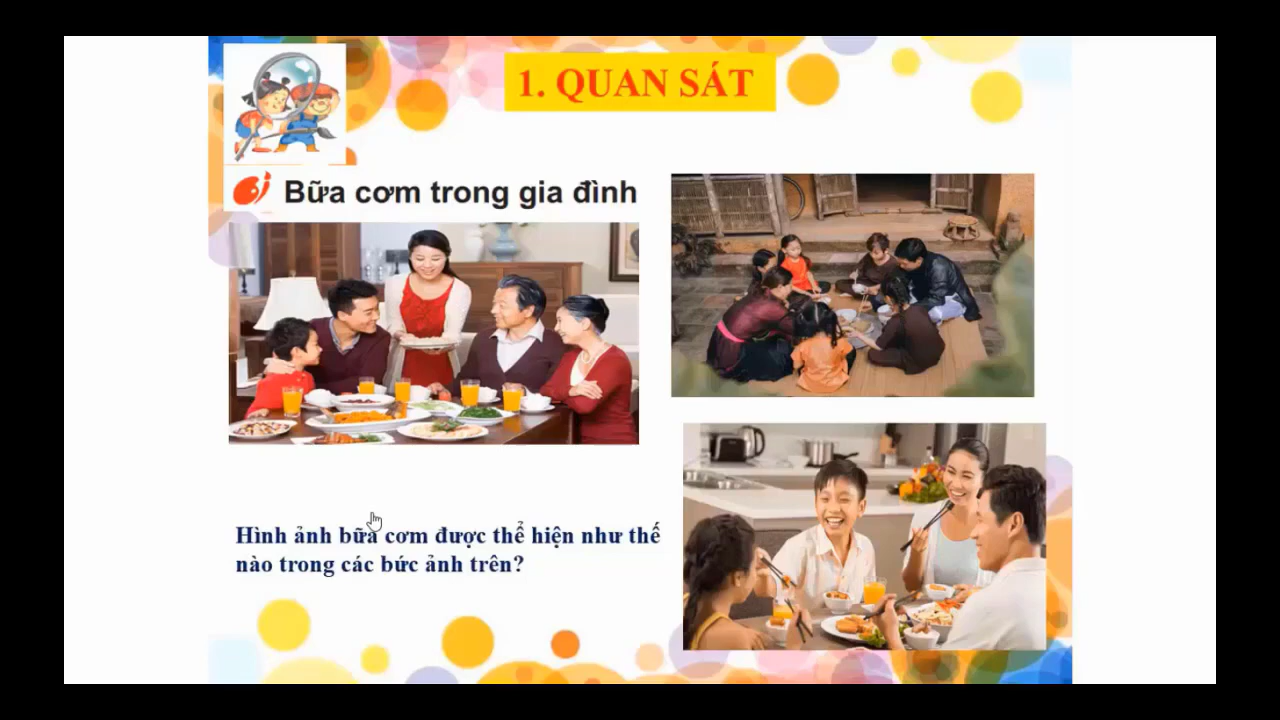 1. QUAN SÁT
Bữa cơm trong gia đình
Hình ảnh bữa cơm được thể hiện như thế
nào trong các bức ảnh trên?